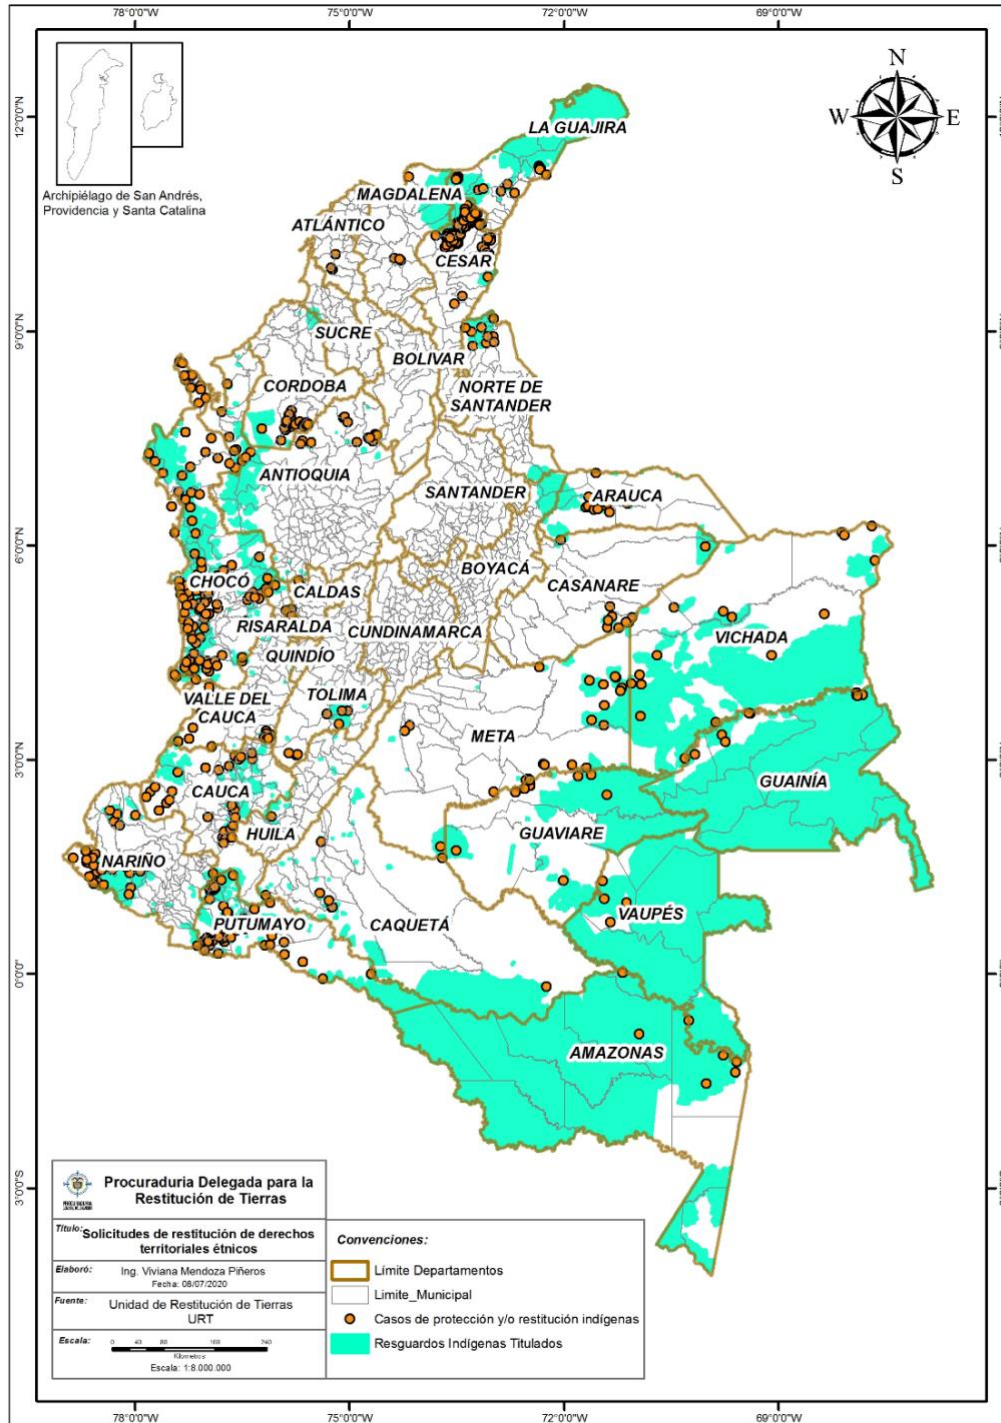 78°0'0"W 75°0'0"W 72°0'0"W 69°0'0"W
12°0'0"N
9°0'0"N
6°0'0"N
3°0'0"N
0°0'0"
3°0'0"S
N
W E
S
Archipiélago de San Andrés,
Providencia y Santa Catalina
LA GUAJIRA
MAGDALENA
ATLÁNTICO
CESAR
SUCRE
BOLIVAR
CORDOBA
NORTE DE
SANTANDER
ANTIOQUIA
SANTANDER
ARAUCA
BOYACÁ
CHOCÓ
CALDAS
CASANARE
RISARALDA
CUNDINAMARCA
VICHADA
QUINDÍO
TOLIMA
VALLE DEL
CAUCA
META
GUAINÍA
CAUCA
HUILA
GUAVIARE
NARIÑO
VAUPÉS
PUTUMAYO
CAQUETÁ
AMAZONAS
Procuraduria Delegada para la
Restitución de Tierras
Título: Solicitudes de restitución de derechos
territoriales étnicos
Elaboró: Ing. Viviana Mendoza Piñeros
Fecha: 08/07/2020
Fuente: Unidad de Restitución de Tierras
URT
Escala: 0 40 80 160 240
Kilometros
Escala: 1:8.000.000
Convenciones:
Límite Departamentos
Limite_Municipal
Casos de protección y/o restitución indígenas
Resguardos Indígenas Titulados
78°0'0"W 75°0'0"W 72°0'0"W 69°0'0"W